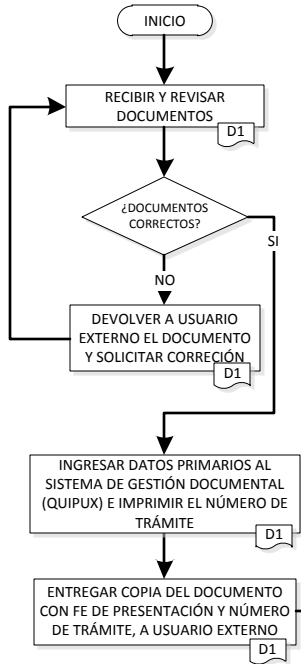 INICIO
RECIBIR Y REVISAR
DOCUMENTOS
D1
¿DOCUMENTOS
CORRECTOS?
SI
NO
DEVOLVER A USUARIO
EXTERNO EL DOCUMENTO
Y SOLICITAR CORRECIÓN
D1
INGRESAR DATOS PRIMARIOS AL
SISTEMA DE GESTIÓN DOCUMENTAL
(QUIPUX) E IMPRIMIR EL NÚMERO DE
TRÁMITE
D1
ENTREGAR COPIA DEL DOCUMENTO
CON FE DE PRESENTACIÓN Y NÚMERO
DE TRÁMITE, A USUARIO EXTERNO
D1